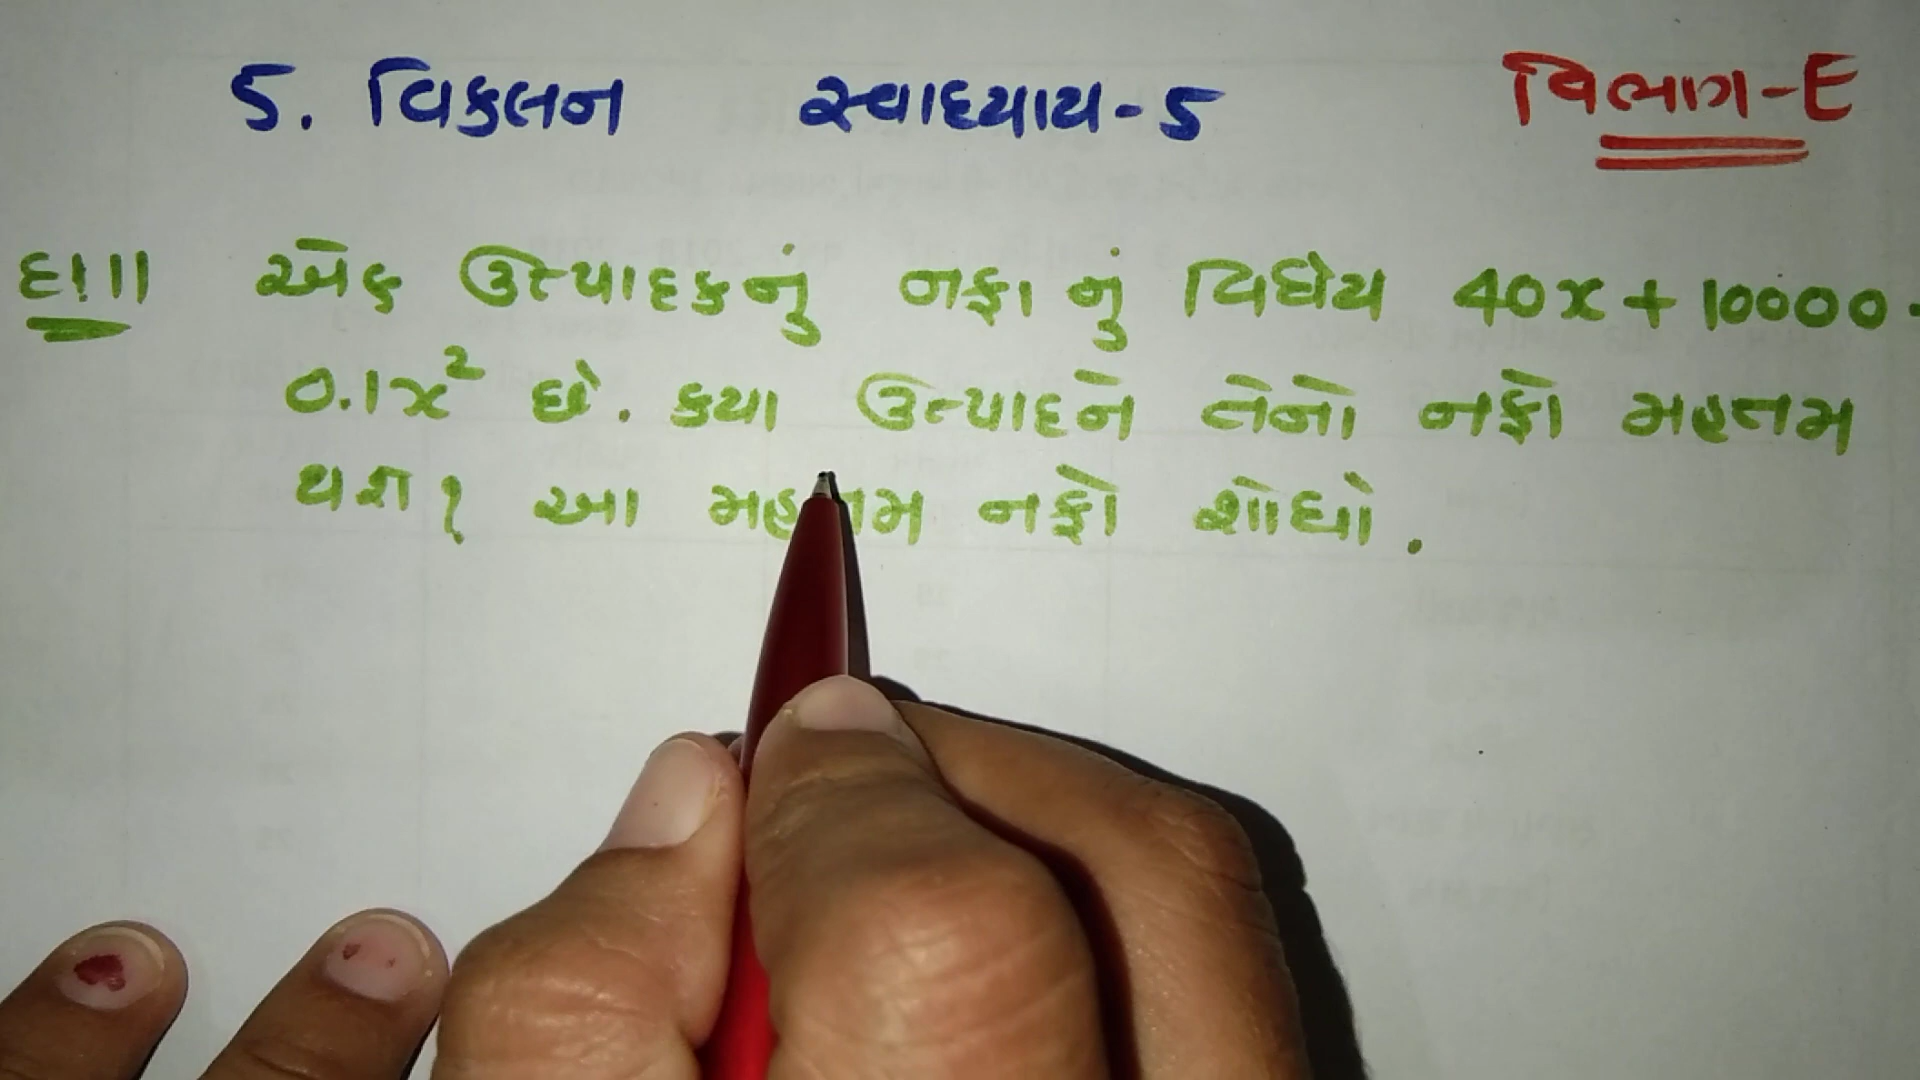 5. વિકલન સ્વાધ્યાય-5 વિભાગ-E
દા.11 એક ઉત્પાદકનું નફાનું વિધેય 40x + 10000 -
0.1x² છે. કયા ઉત્પાદને તેનો નફો મહત્તમ
થશે? આ મહત્તમ નફો શોધો.